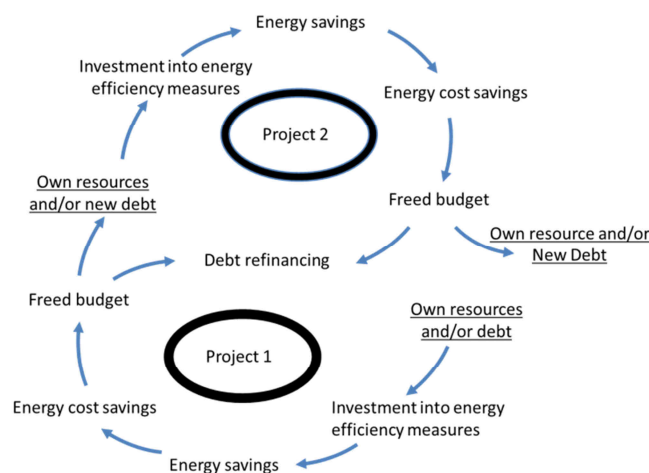 Energy savings
Investment into energy
efficiency measures
Energy cost savings
Project 2
Own resources
and/or new debt
Freed budget
Own resource and/or
New Debt
Debt refinancing
Freed budget
Own resources
and/or debt
Project 1
Energy cost savings
Investment into energy
efficiency measures
Energy savings